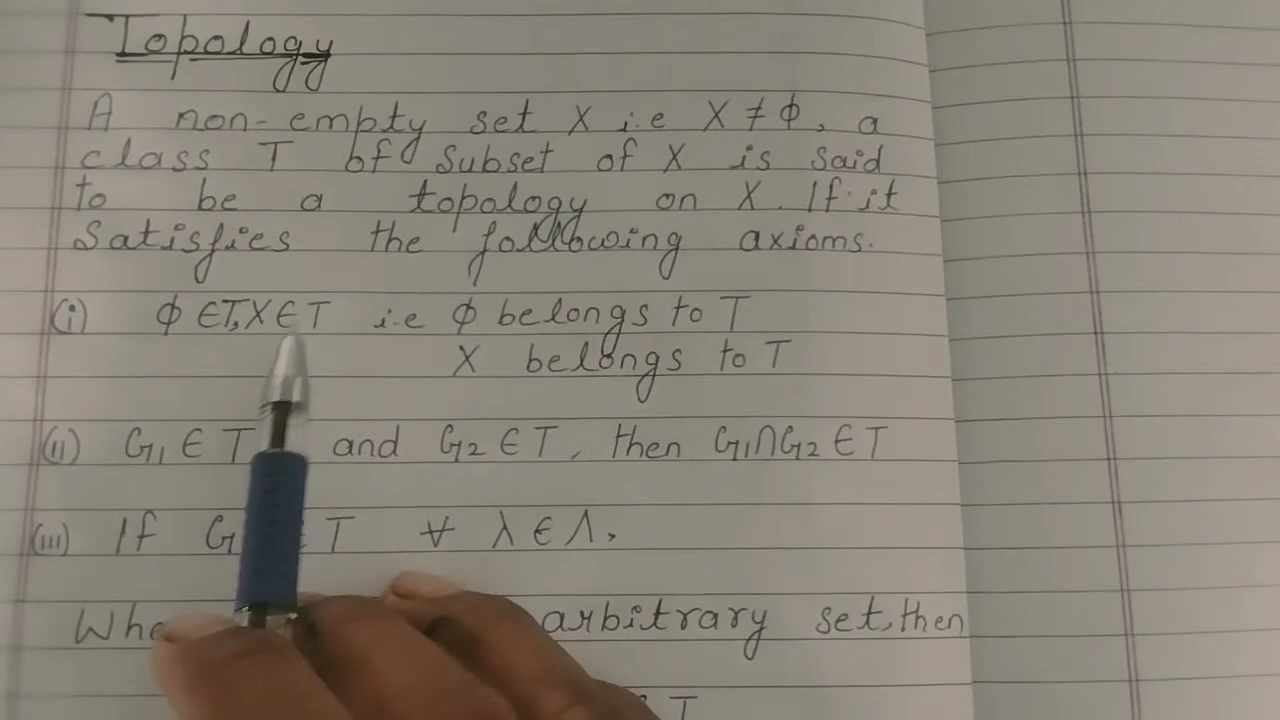 Topology
A non-empty set X i.e X ≠ ϕ, a
class T of subset of X is said
to be a topology on X. If it
Satisfies the following axioms.
(i) ϕ ∈ T, X ∈ T i.e ϕ belongs to T
X belongs to T
(ii) G₁ ∈ T and G₂ ∈ T, then G₁∩G₂ ∈ T
(iii) If G T ∀ λ ∈ Λ,
arbitrary set, then
T